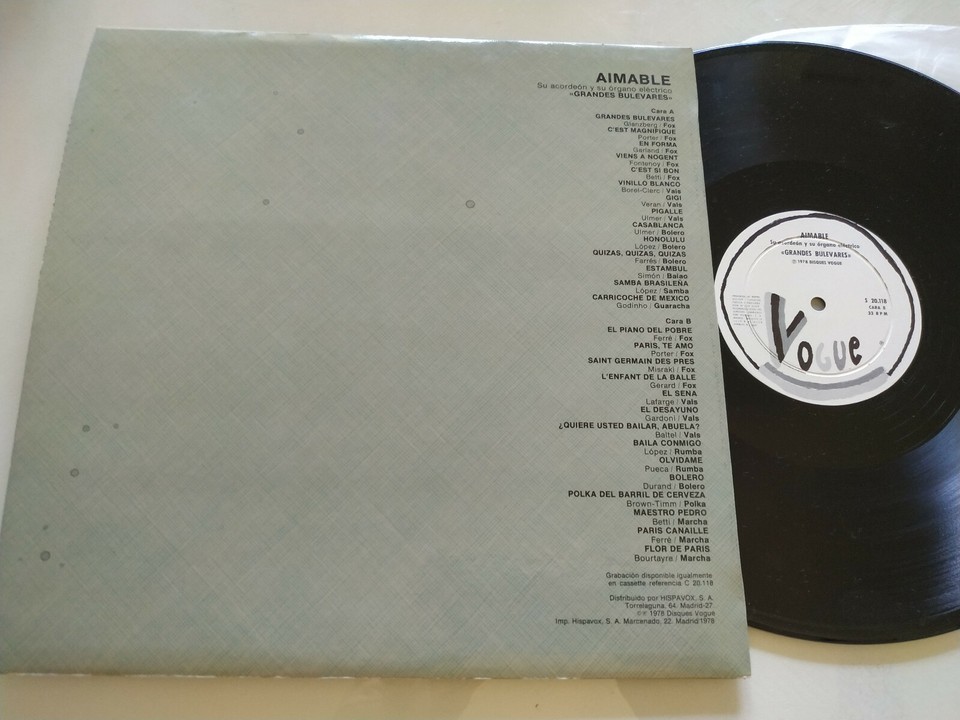 AIMABLE
Su acordeón y su órgano eléctrico
»GRANDES BULEVARES»
Cara A
GRANDES BULEVARES
Glanzberg / Fox
C'EST MAGNIFIQUE
Porter / Fox
EN FORMA
Garland / Fox
VIENS A NOGENT
Fontenoy / Fox
C'EST SI BON
Betti / Fox
VINILLO BLANCO
Borel-Clerc / Vals
GIGI
Veran / Vals
PIGALLE
Ulmer / Vals
CASABLANCA
Ulmer / Bolero
HONOLULU
López / Bolero
QUIZAS, QUIZAS, QUIZAS
Farrés / Bolero
ESTAMBUL
Simón / Baiao
SAMBA BRASILEÑA
López / Samba
CARRICOCHE DE MEXICO
Godinho / Guaracha
Cara B
EL PIANO DEL POBRE
Ferré / Fox
PARIS, TE AMO
Porter / Fox
SAINT GERMAIN DES PRES
Misraki / Fox
L'ENFANT DE LA BALLE
Gerard / Fox
EL SENA
Lafarge / Vals
EL DESAYUNO
Gardoni / Vals
¿QUIERE USTED BAILAR, ABUELA?
Baltel / Vals
BAILA CONMIGO
López / Rumba
OLVIDAME
Pueca / Rumba
BOLERO
Durand / Bolero
POLKA DEL BARRIL DE CERVEZA
Brown-Timm / Polka
MAESTRO PEDRO
Betti / Marcha
PARIS CANAILLE
Ferré / Marcha
FLOR DE PARIS
Bourtayre / Marcha
Grabación disponible igualmente
en cassette referencia C 20.118
Distribuido por HISPAVOX, S. A.
Torrelaguna, 64. Madrid-27
©℗ 1978 Disques Vogue
Imp. Hispavox, S. A. Marcenado, 22. Madrid/1978
AIMABLE
Su acordeón y su órgano eléctrico
«GRANDES BULEVARES»
℗ 1978 DISQUES VOGUE
S 20.118
CARA
33 R P M
VOGUE